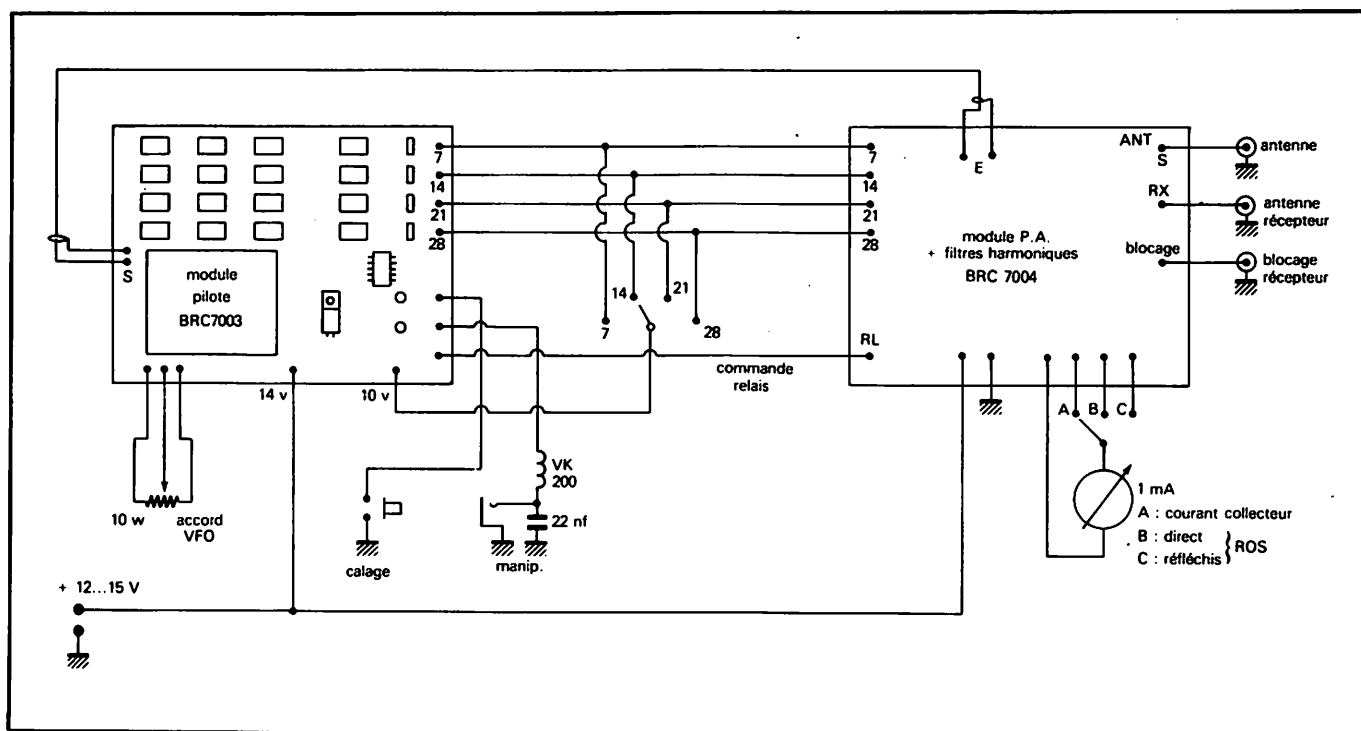 7
14
21
28
S
module
pilote
BRC7003
14 v
10 v
10 w
accord
VFO
+ 12...15 V
calage
manip.
VK
200
22 nf
14
21
7
28
commande
relais
E
7
14
21
28
RL
module P.A.
+ filtres harmoniques
BRC 7004
ANT
S
RX
blocage
antenne
antenne
récepteur
blocage
récepteur
A
B
C
1 mA
A : courant collecteur
B : direct
C : réfléchis
ROS